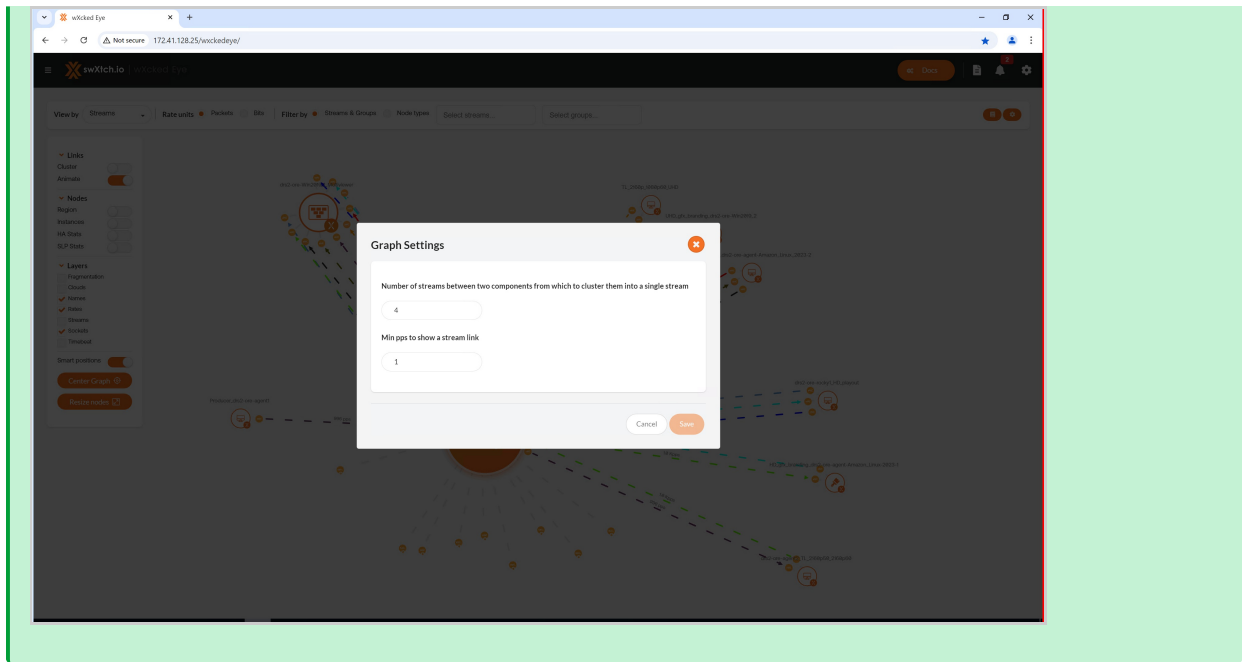 wXcked Eye
Not secure 172.41.128.25/wxckedeye/
swXtch.io | wXcked Eye
Docs
2
View by Streams Rate units Packets Bits Filter by Streams & Groups Node types Select streams... Select groups...
Links
Cluster
Animate
Nodes
Region
Instances
HA Stats
SLP Stats
Layers
Fragmentation
Clouds
Names
Rates
Streams
Sockets
Timeout
Smart positions
Center Graph
Resize nodes
Graph Settings
Number of streams between two components from which to cluster them into a single stream
4
Min pps to show a stream link
1
Cancel Save